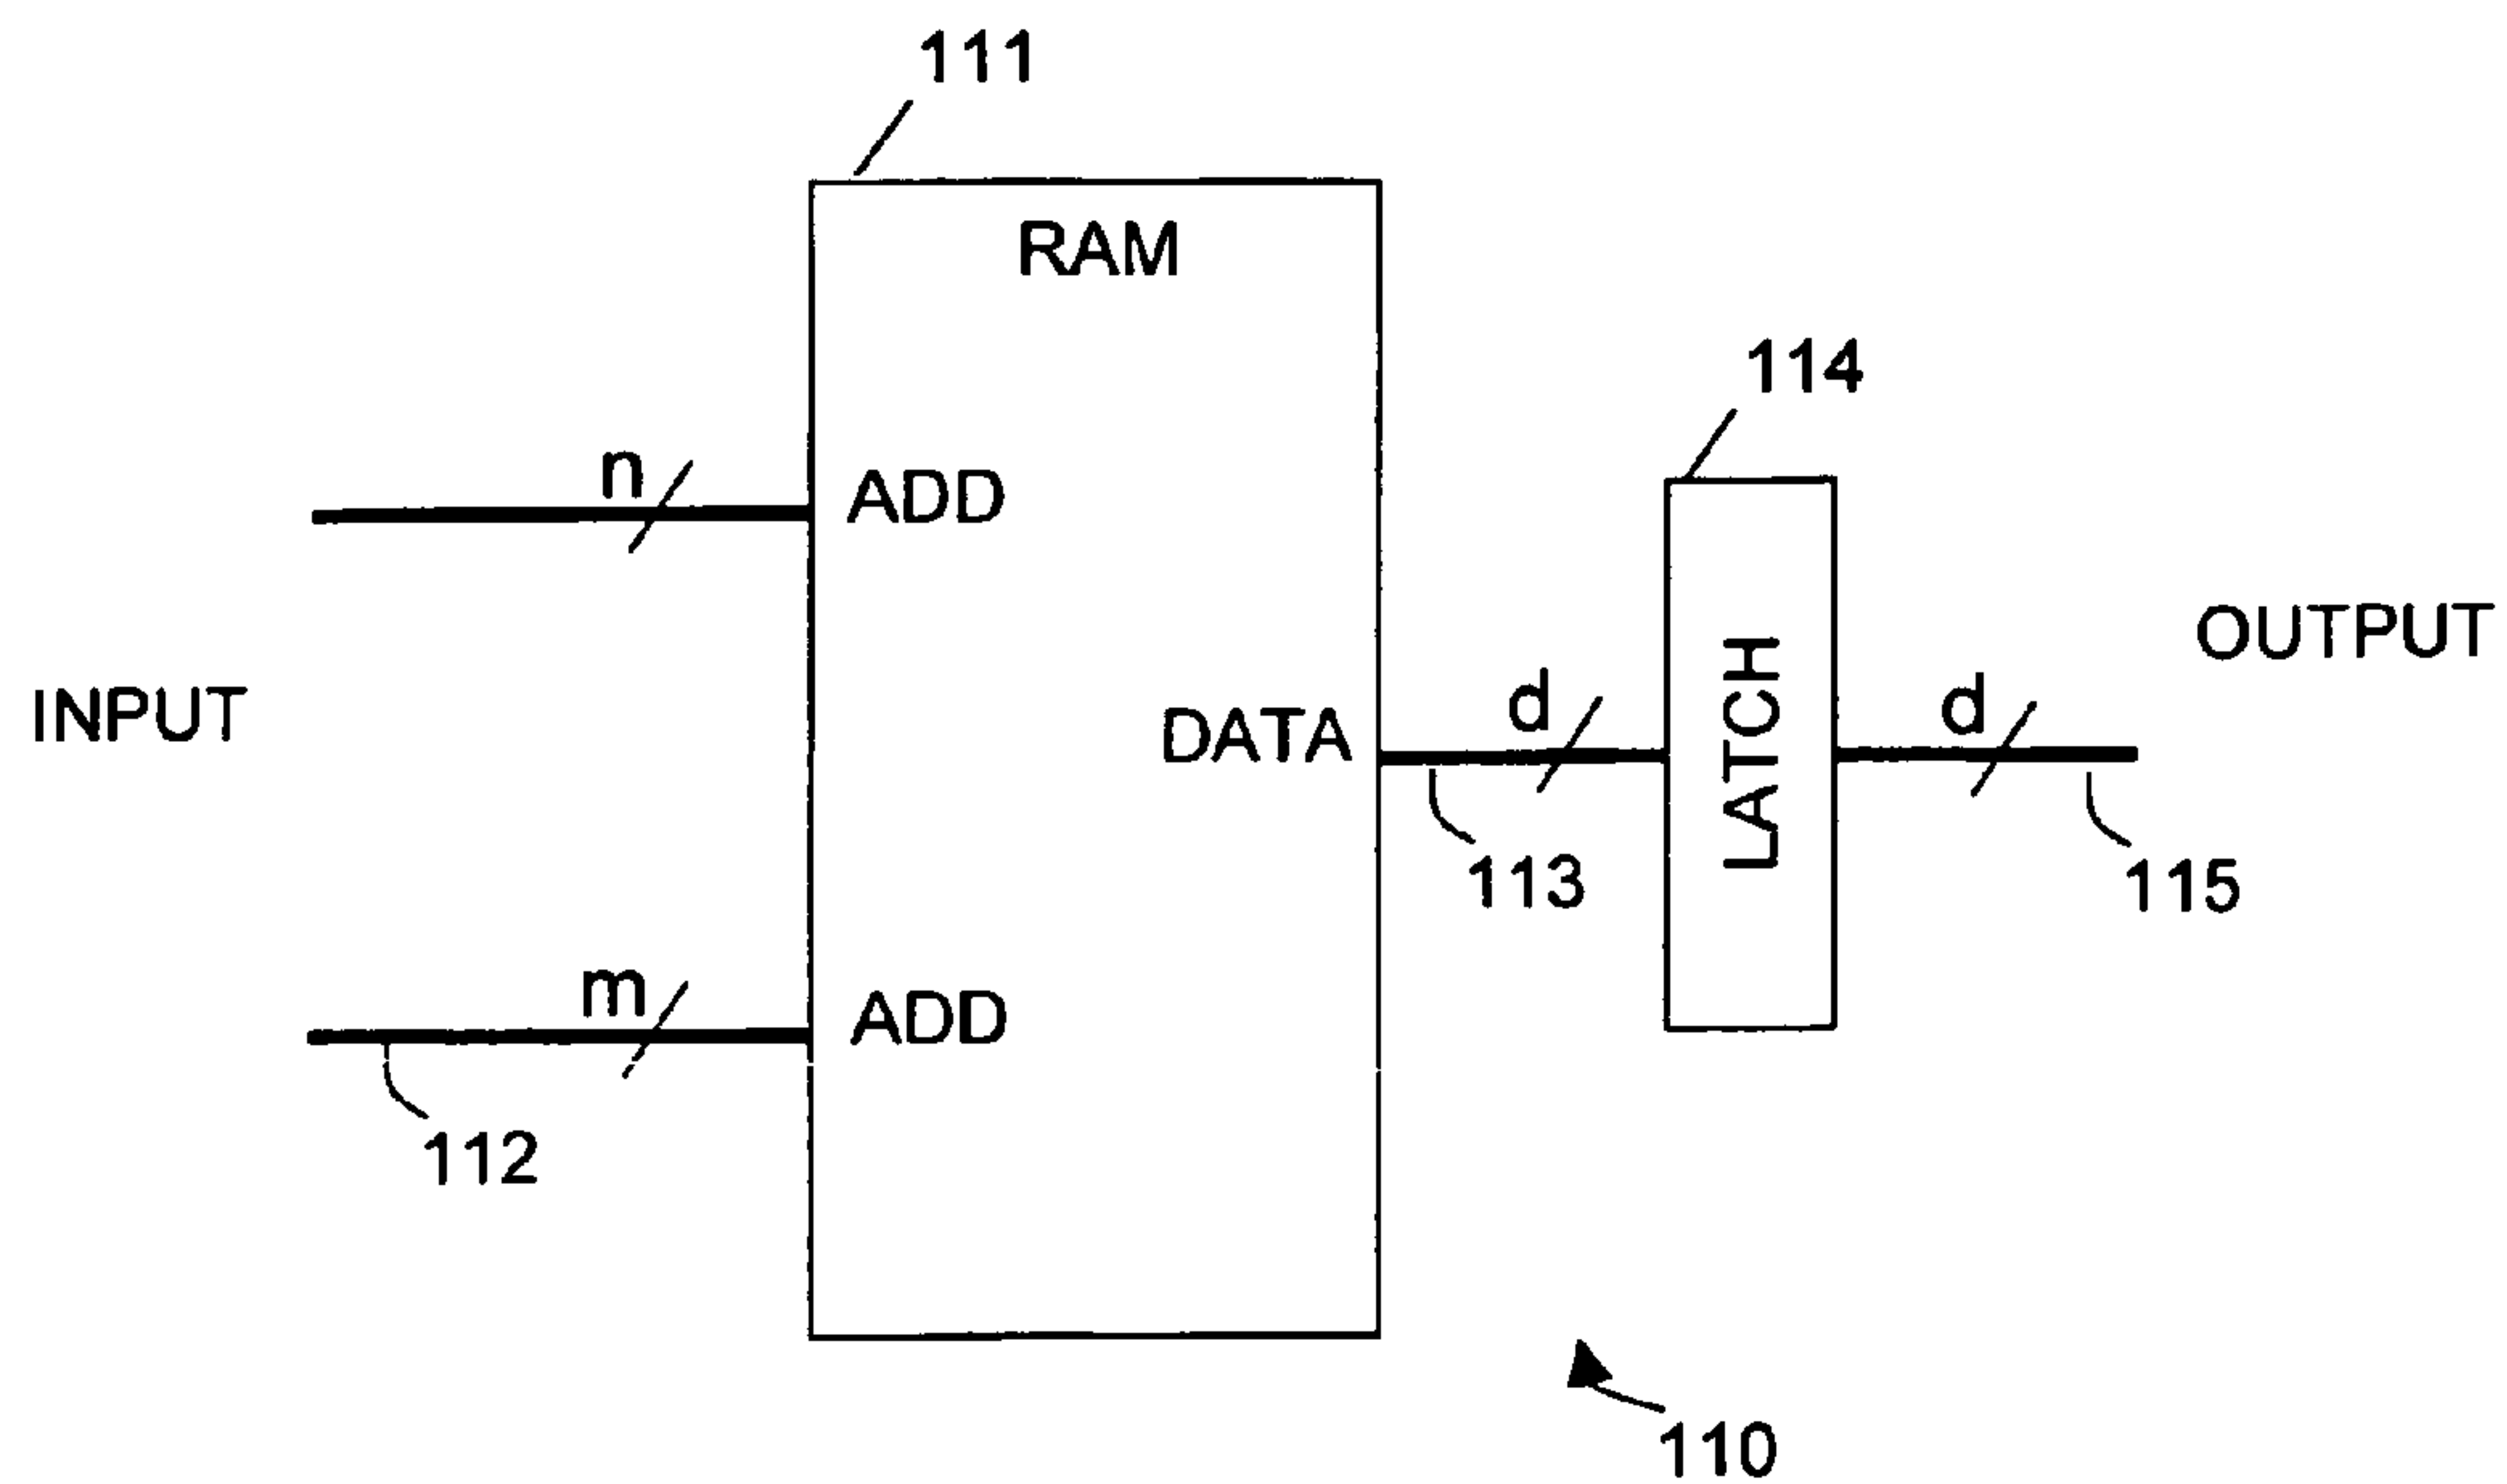 111
RAM
114
n
ADD
OUTPUT
INPUT
DATA
d
LATCH
d
113
115
m
ADD
112
110